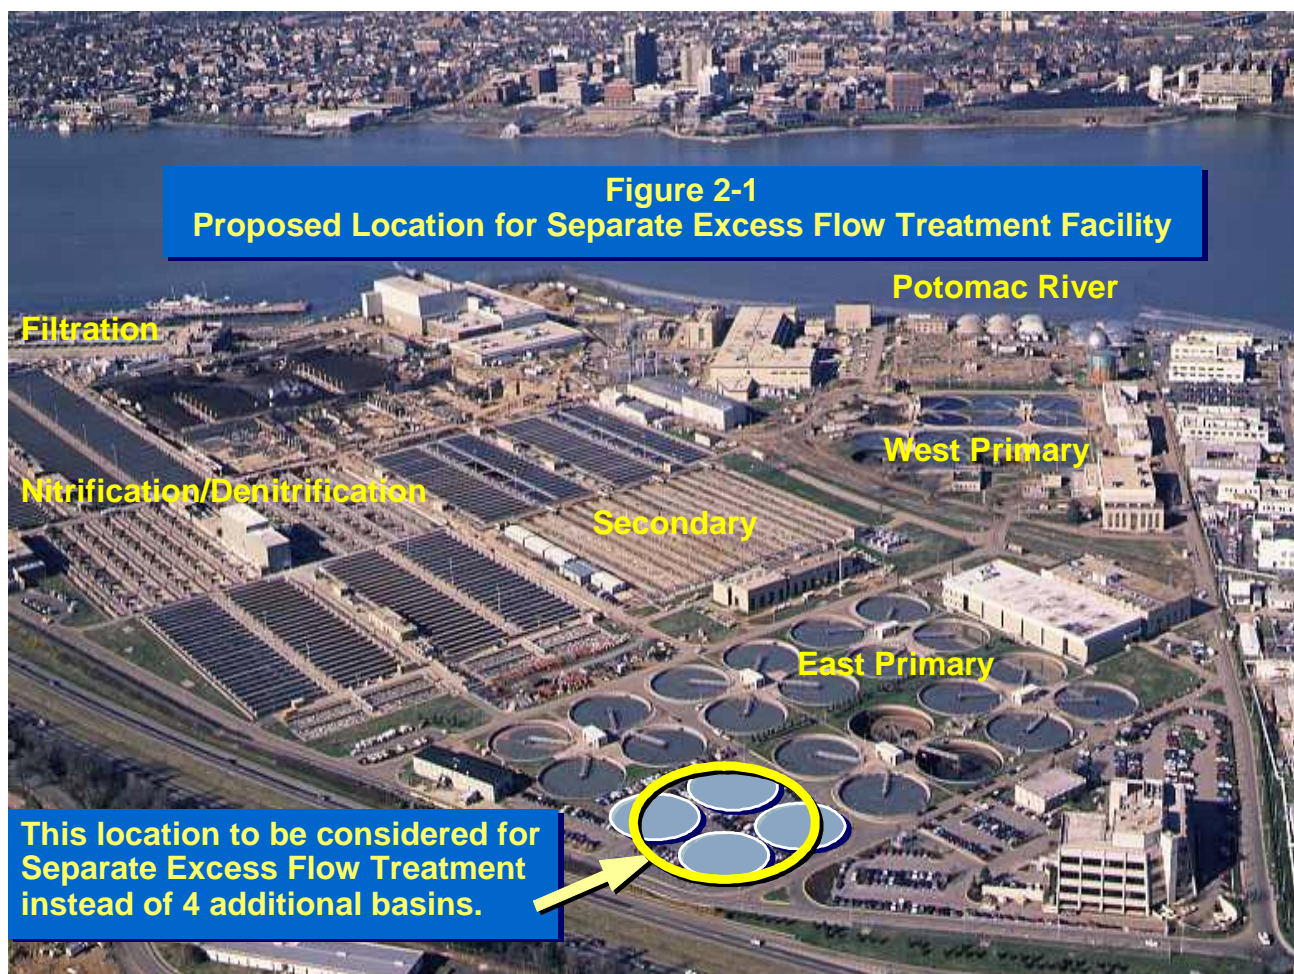 Figure 2-1
Proposed Location for Separate Excess Flow Treatment Facility
Potomac River
Filtration
West Primary
Nitrification/Denitrification
Secondary
East Primary
This location to be considered for
Separate Excess Flow Treatment
instead of 4 additional basins.